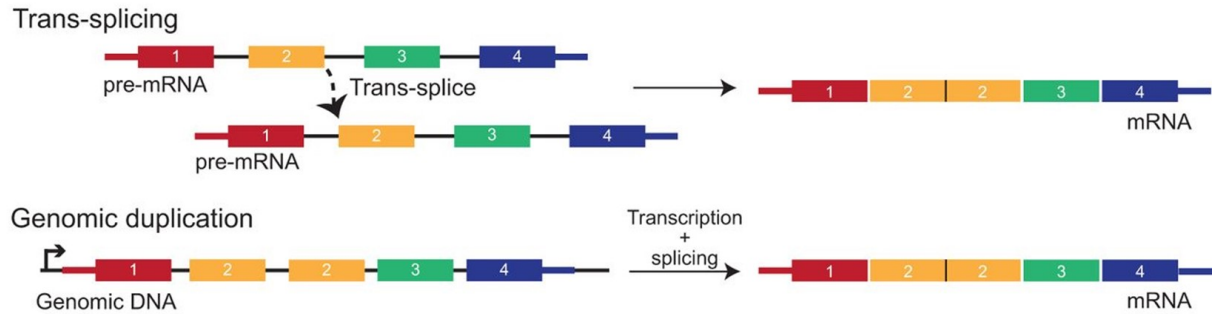 Trans-splicing
1 2 3 4
pre-mRNA
Trans-splice
1 2 2 3 4
mRNA
1 2 3 4
pre-mRNA
Genomic duplication
1 2 2 3 4
Genomic DNA
Transcription
+
splicing
1 2 2 3 4
mRNA